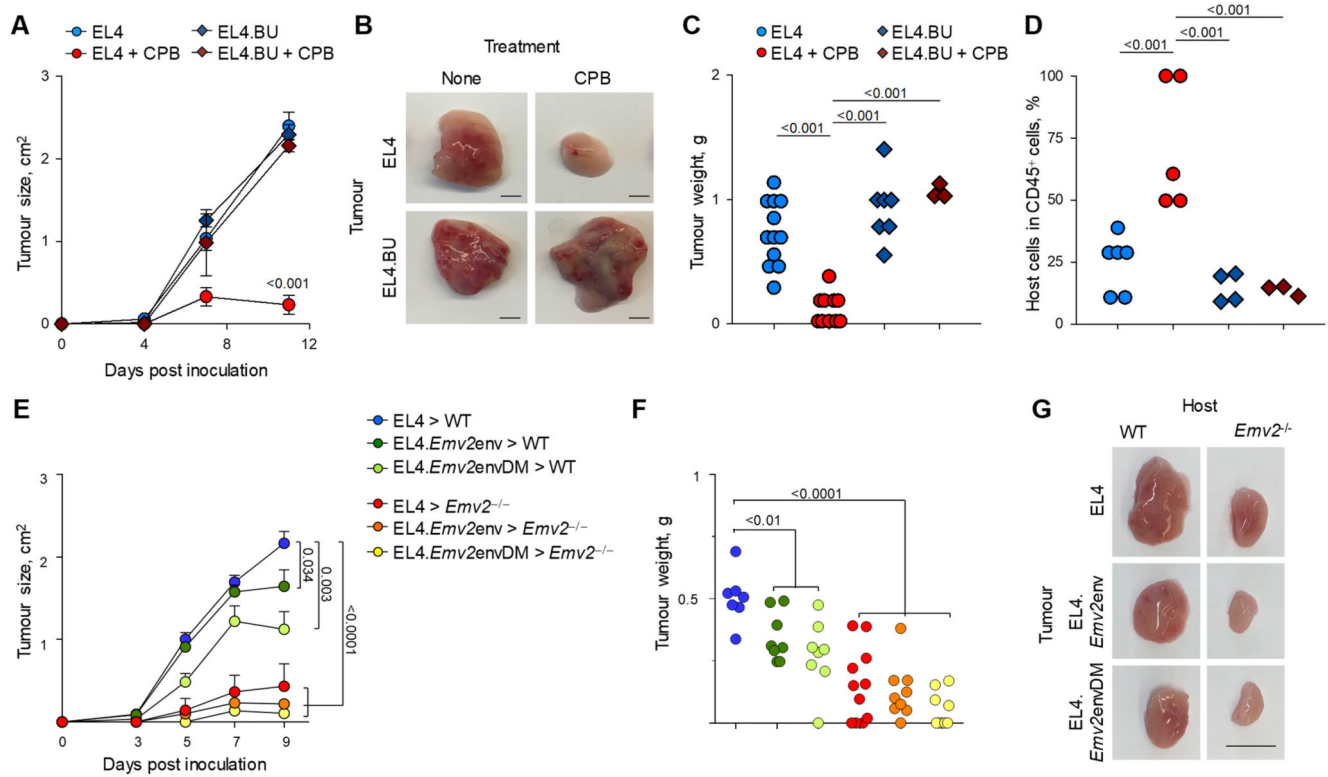 A
EL4
EL4.BU
EL4 + CPB
EL4.BU + CPB
Tumour size, cm2
3
2
1
0
<0.001
0
4
8
12
Days post inoculation
B
Treatment
None
CPB
Tumour
EL4
EL4.BU
C
EL4
EL4.BU
EL4 + CPB
EL4.BU + CPB
Tumour weight, g
2
1
0
<0.001
<0.001
<0.001
D
<0.001
<0.001
<0.001
Host cells in CD45+ cells, %
100
75
50
25
0
E
EL4 > WT
EL4.Emv2env > WT
EL4.Emv2envDM > WT
EL4 > Emv2–/–
EL4.Emv2env > Emv2–/–
EL4.Emv2envDM > Emv2–/–
Tumour size, cm2
3
2
1
0.034
0.003
<0.0001
0
3
5
7
9
Days post inoculation
F
Tumour weight, g
1
0.5
<0.0001
<0.01
G
Host
WT
Emv2-/-
Tumour
EL4
EL4.
Emv2env
EL4.
Emv2envDM